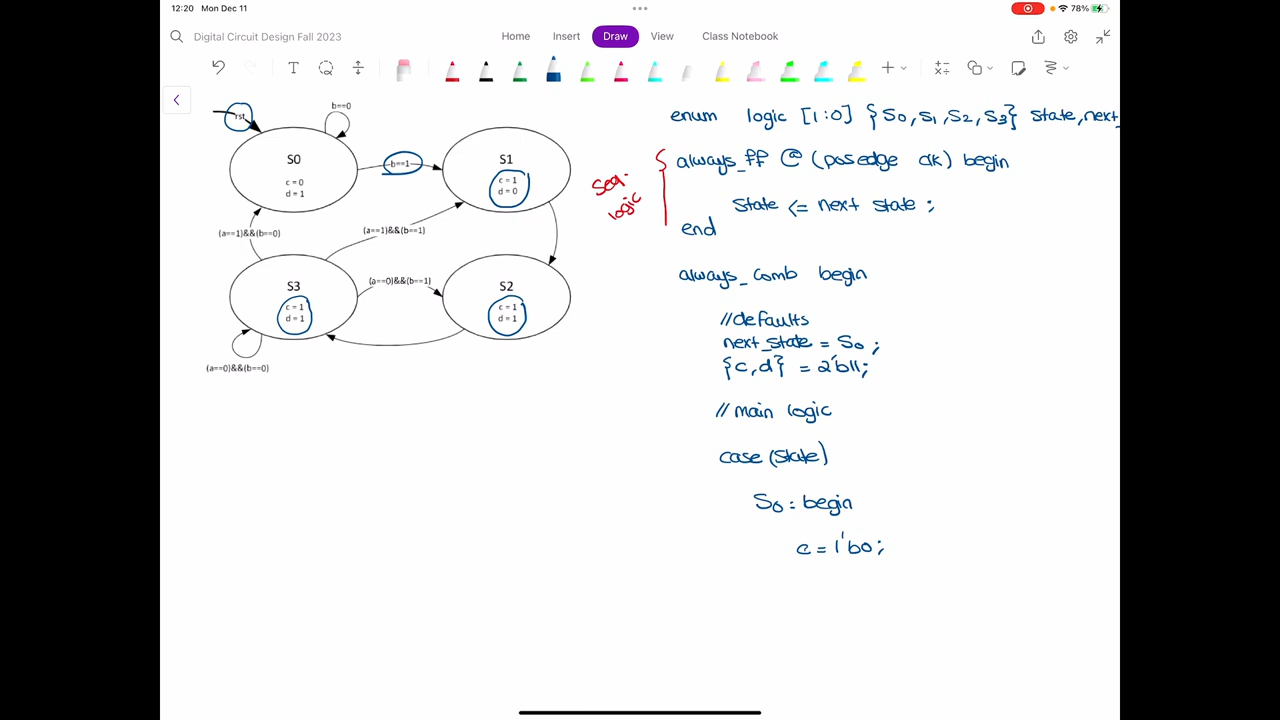 12:20 Mon Dec 11
78%
Digital Circuit Design Fall 2023
Home Insert Draw View Class Notebook
rst
b==0
S0
c = 0
d = 1
b==1
S1
c = 1
d = 0
(a==1)&&(b==0)
(a==1)&&(b==1)
S3
c = 1
d = 1
(a==0)&&(b==1)
S2
c = 1
d = 1
(a==0)&&(b==0)
enum logic [1:0] {S0,S1,S2,S3} state,next_
Seq.
logic
always_ff @ (posedge clk) begin
state <= next state ;
end
always_comb begin
//defaults
next_state = S0 ;
{c,d} = 2'b11;
// main logic
case (state)
S0 : begin
c = 1'b0 ;